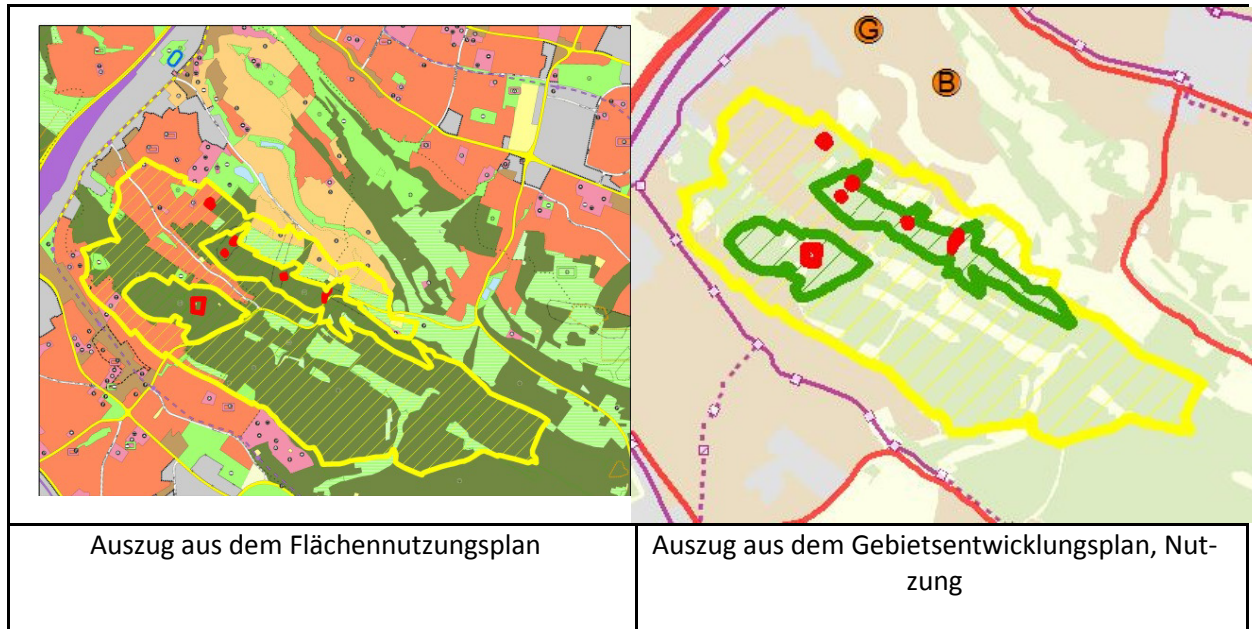 G
B
Auszug aus dem Flächennutzungsplan
Auszug aus dem Gebietsentwicklungsplan, Nut-
zung